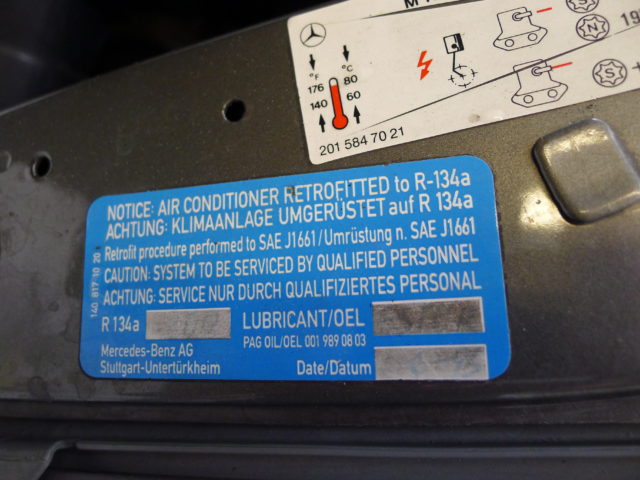 °F °C
176 80
140 60
201 584 70 21
S
N 19
S +
NOTICE: AIR CONDITIONER RETROFITTED to R-134a
ACHTUNG: KLIMAANLAGE UMGERÜSTET auf R 134a
Retrofit procedure performed to SAE J1661/Umrüstung n. SAE J1661
CAUTION: SYSTEM TO BE SERVICED BY QUALIFIED PERSONNEL
ACHTUNG: SERVICE NUR DURCH QUALIFIZIERTES PERSONAL
R 134a LUBRICANT/OEL
PAG OIL/OEL 001 989 08 03
Mercedes-Benz AG
Stuttgart-Untertürkheim
Date/Datum
140 817 10 20